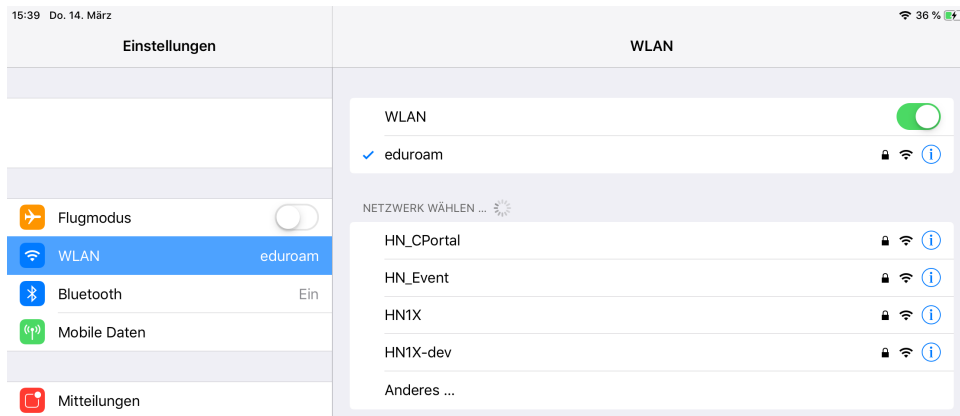 15:39 Do. 14. März
36 %
Einstellungen
WLAN
Flugmodus
WLAN eduroam
Bluetooth Ein
Mobile Daten
Mitteilungen
WLAN
eduroam
NETZWERK WÄHLEN ...
HN_CPortal
HN_Event
HN1X
HN1X-dev
Anderes ...